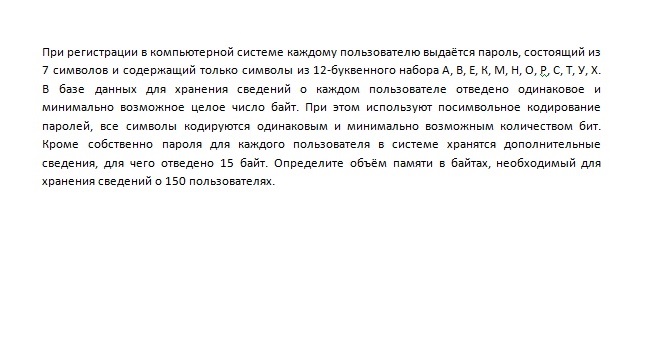 При регистрации в компьютерной системе каждому пользователю выдаётся пароль, состоящий из
7 символов и содержащий только символы из 12-буквенного набора А, В, Е, К, М, Н, О, Р, С, Т, У, Х.
В базе данных для хранения сведений о каждом пользователе отведено одинаковое и
минимально возможное целое число байт. При этом используют посимвольное кодирование
паролей, все символы кодируются одинаковым и минимально возможным количеством бит.
Кроме собственно пароля для каждого пользователя в системе хранятся дополнительные
сведения, для чего отведено 15 байт. Определите объём памяти в байтах, необходимый для
хранения сведений о 150 пользователях.